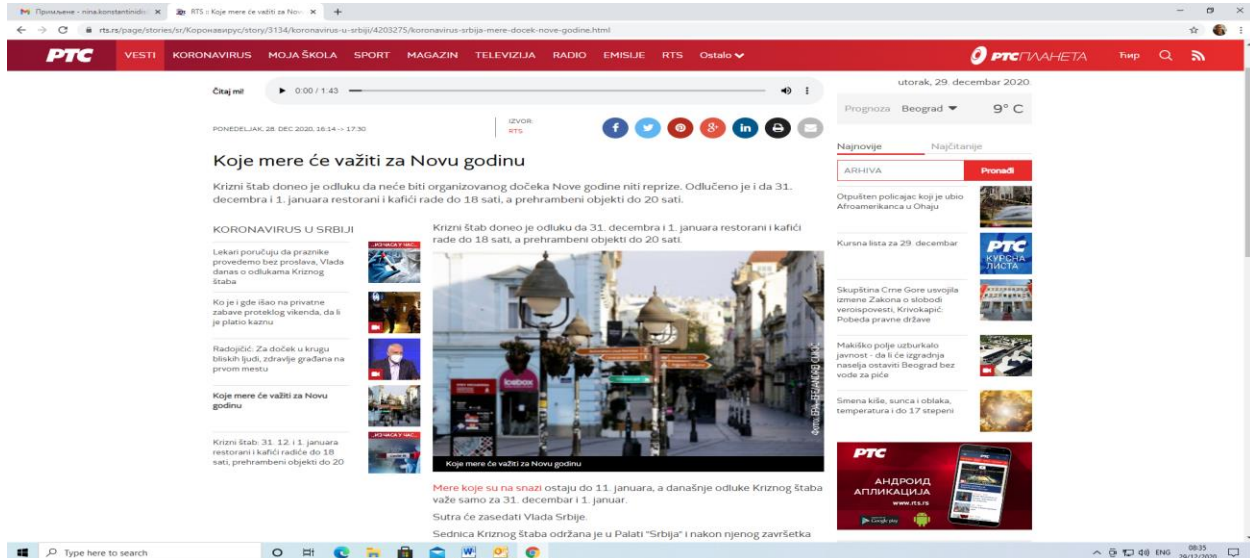 Примљене - nina.konstantinidis
RTS :: Koje mere će važiti za Novu
rts.rs/page/stories/sr/Коронавирус/story/3134/koronavirus-u-srbiji/4203275/koronavirus-srbija-mere-docek-nove-godine.html
РТС VESTI KORONAVIRUS MOJA ŠKOLA SPORT MAGAZIN TELEVIZIJA RADIO EMISIJE RTS Ostalo РТС ПЛАНЕТА Ћир
Čitaj mi! 0:00 / 1:43
PONEDELJAK, 28. DEC 2020, 16:14 -> 17:30
IZVOR:
RTS
Koje mere će važiti za Novu godinu
Krizni štab doneo je odluku da neće biti organizovanog dočeka Nove godine niti reprize. Odlučeno je i da 31.
decembra i 1. januara restorani i kafići rade do 18 sati, a prehrambeni objekti do 20 sati.
KORONAVIRUS U SRBIJI
Lekari poručuju da praznike
provedemo bez proslava, Vlada
danas o odlukama Kriznog
štaba
Ko je i gde išao na privatne
zabave proteklog vikenda, da li
je platio kaznu
Radojičić: Za doček u krugu
bliskih ljudi, zdravlje građana na
prvom mestu
Koje mere će važiti za Novu
godinu
Krizni štab: 31. 12. i 1. januara
restorani i kafići radiće do 18
sati, prehrambeni objekti do 20
Krizni štab doneo je odluku da 31. decembra i 1. januara restorani i kafići
rade do 18 sati, a prehrambeni objekti do 20 sati.
icebox
Koje mere će važiti za Novu godinu
Mere koje su na snazi ostaju do 11. januara, a današnje odluke Kriznog štaba
važe samo za 31. decembar i 1. januar.
Sutra će zasedati Vlada Srbije.
Sednica Kriznog štaba održana je u Palati "Srbija" i nakon njenog završetka
utorak, 29. decembar 2020.
Prognoza Beograd 9° C
Najnovije Najčitanije
ARHIVA Pronađi
Otpušten policajac koji je ubio
Afroamerikanca u Ohaju
Kursna lista za 29. decembar
РТС
КУРСНА
ЛИСТА
Skupština Crne Gore usvojila
izmene Zakona o slobodi
veroispovesti, Krivokapić:
Pobeda pravne države
Makiško polje uzburkalo
javnost - da li će izgradnja
naselja ostaviti Beograd bez
vode za piće
Smena kiše, sunca i oblaka,
temperatura i do 17 stepeni
РТС
АНДРОИД
АПЛИКАЦИЈА
www.rts.rs
Google play
Type here to search
ENG
08:35
29/12/2020